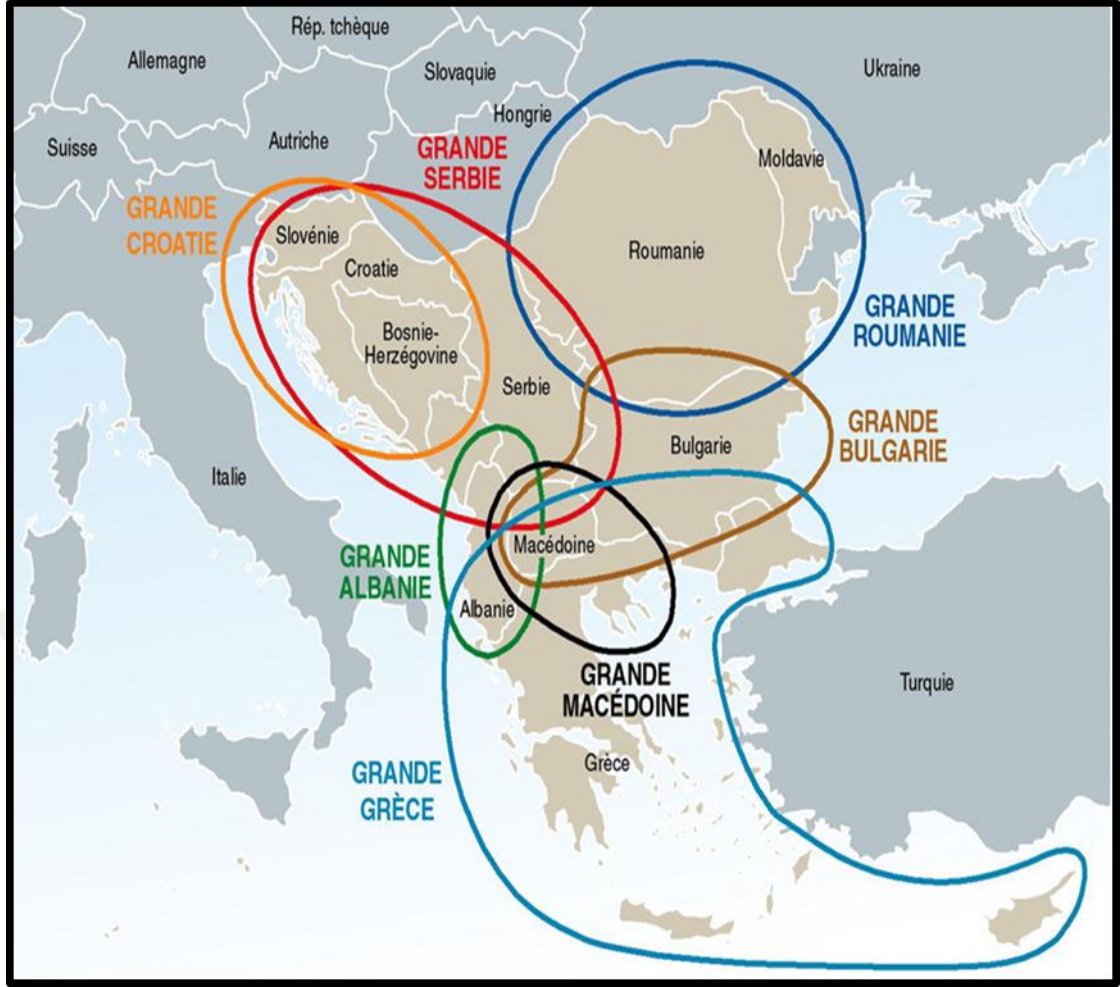 Rép. tchèque
Allemagne
Slovaquie
Ukraine
Hongrie
Suisse
Autriche
GRANDE
SERBIE
Moldavie
GRANDE
CROATIE
Slovénie
Croatie
Roumanie
Bosnie-
Herzégovine
GRANDE
ROUMANIE
Serbie
GRANDE
BULGARIE
Bulgarie
Italie
Macédoine
GRANDE
ALBANIE
Albanie
GRANDE
MACÉDOINE
Turquie
Grèce
GRANDE
GRÈCE